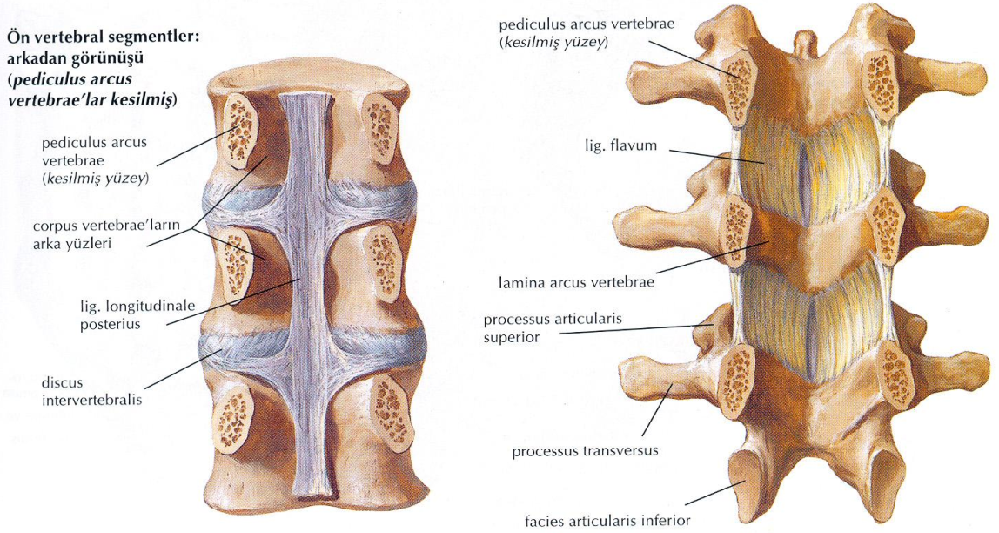 Ön vertebral segmentler:
arkadan görünüşü
(pediculus arcus
vertebrae'lar kesilmiş)
pediculus arcus
vertebrae
(kesilmiş yüzey)
corpus vertebrae'ların
arka yüzleri
lig. longitudinale
posterius
discus
intervertebralis
pediculus arcus vertebrae
(kesilmiş yüzey)
lig. flavum
lamina arcus vertebrae
processus articularis
superior
processus transversus
facies articularis inferior